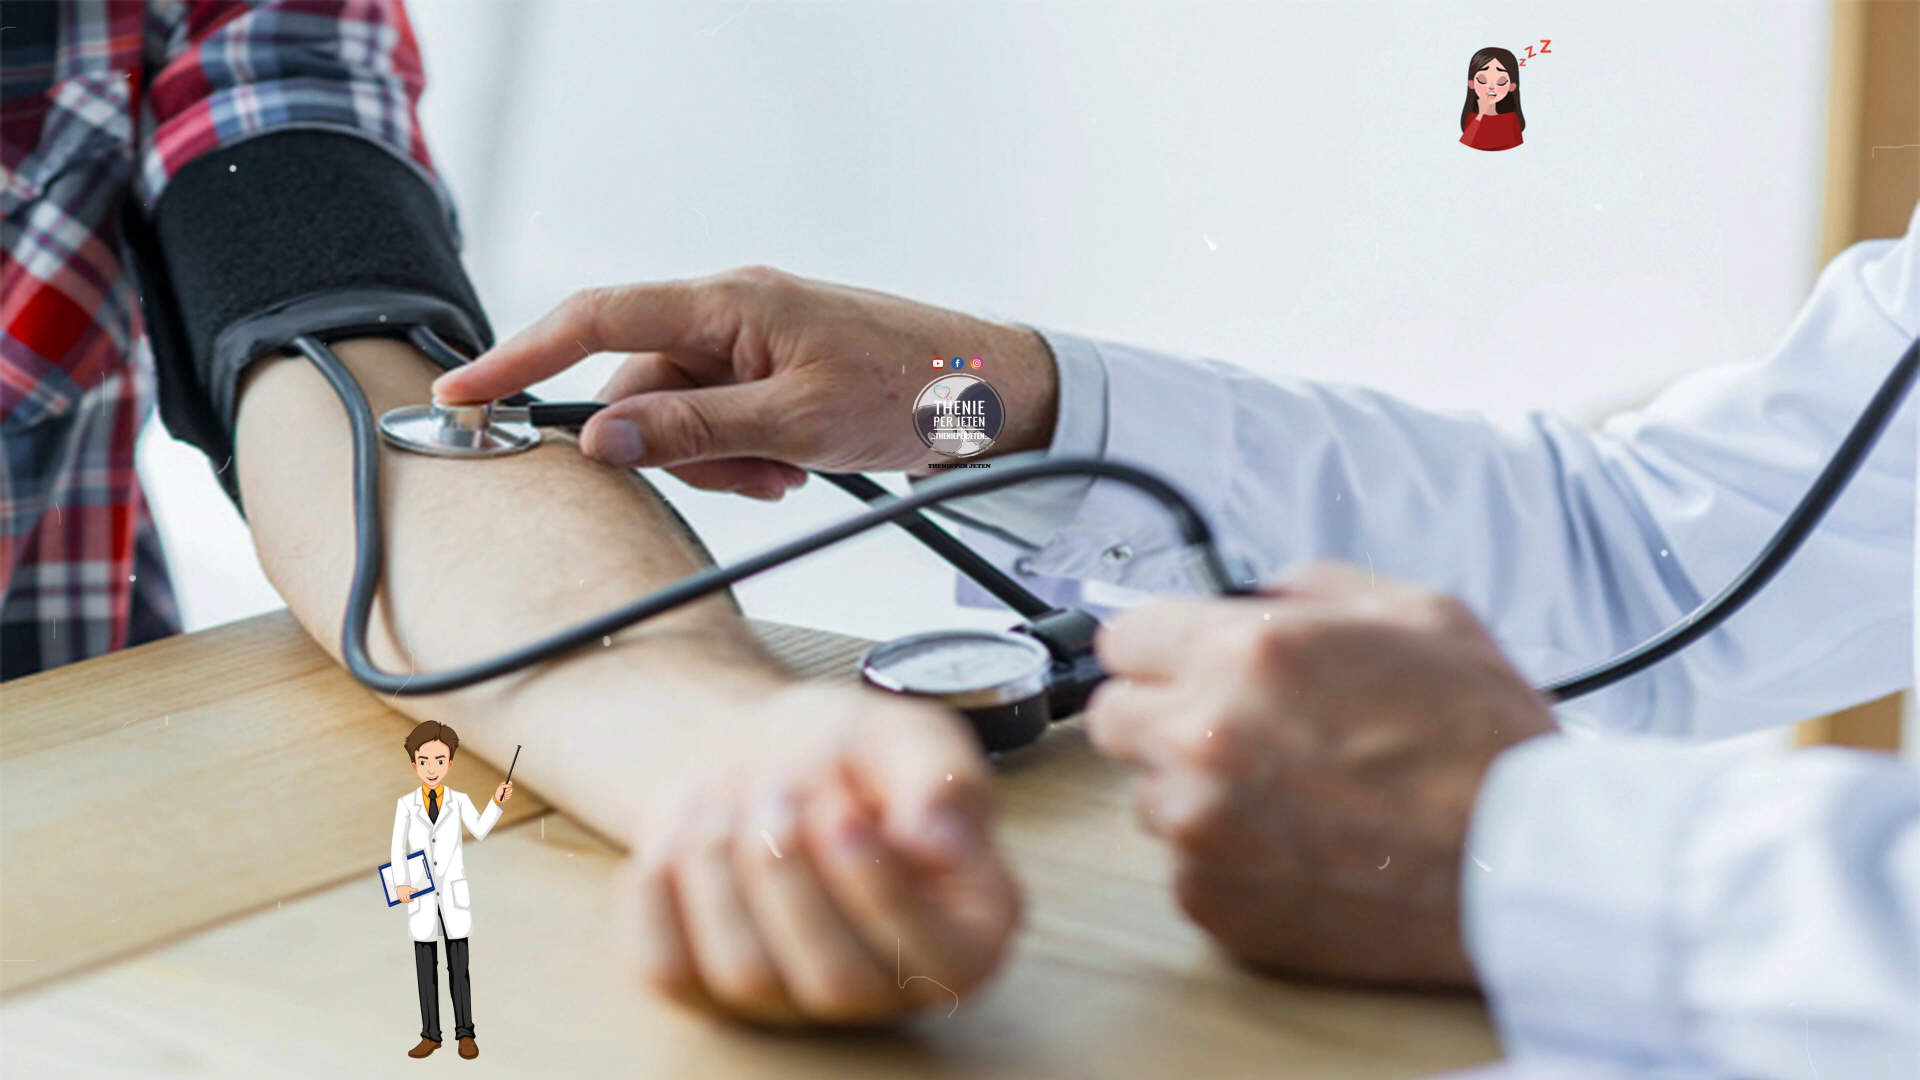 z Z Z
THENIE
PER JETEN
@THENIEPERJETEN
THENIE PER JETEN